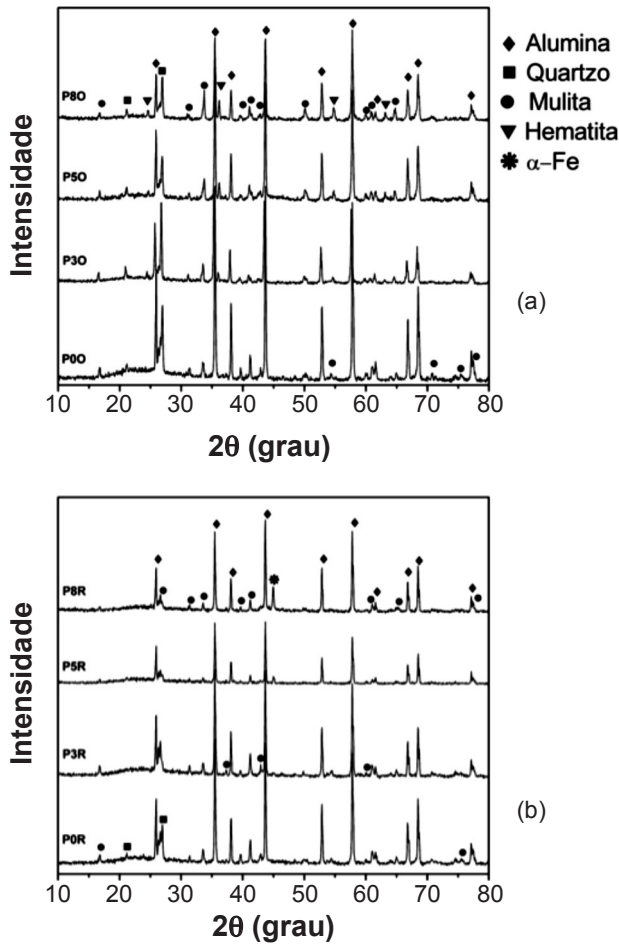 Alumina
Quartzo
Mulita
Hematita
α–Fe
Intensidade
P8O
P5O
P3O
P0O
10 20 30 40 50 60 70 80
2θ (grau)
(a)
Intensidade
P8R
P5R
P3R
P0R
10 20 30 40 50 60 70 80
2θ (grau)
(b)